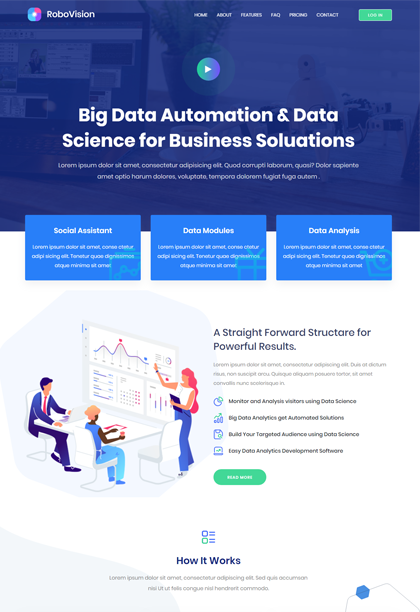 RoboVision
HOME ABOUT FEATURES FAQ PRICING CONTACT LOG IN
Big Data Automation & Data
Science for Business Soluations
Lorem ipsum dolor sit amet, consectetur adipisicing elit. Quod corrupti laborum, quasi? Dolor sapiente
amet optio harum dolores, voluptate, tempora dolorem fugiat fuga autem .
Social Assistant
Lorem ipsum dolor sit amet, conse ctetur
adipi sicing elit. Tenetur quae dignissimos
atque minima sit amet
Data Modules
Lorem ipsum dolor sit amet, conse ctetur
adipi sicing elit. Tenetur quae dignissimos
atque minima sit amet
Data Analysis
Lorem ipsum dolor sit amet, conse ctetur
adipi sicing elit. Tenetur quae dignissimos
atque minima sit amet
A Straight Forward Structare for
Powerful Results.
Lorem ipsum dolor sit amet, consectetur adipiscing elit. Duis at dictum
risus, non suscipit arcu. Quisque aliquam posuere tortor, sit amet
convallis nunc scelerisque in.
Monitor and Analysis visitors using Data Science
Big Data Analytics get Automated Solutions
Build Your Targeted Audience using Data Science
Easy Data Analytics Development Software
READ MORE
How It Works
Lorem ipsum dolor sit amet, consectetur adipiscing elit. Sed quis accumsan
nisi Ut ut felis congue nisl hendrerit commodo.